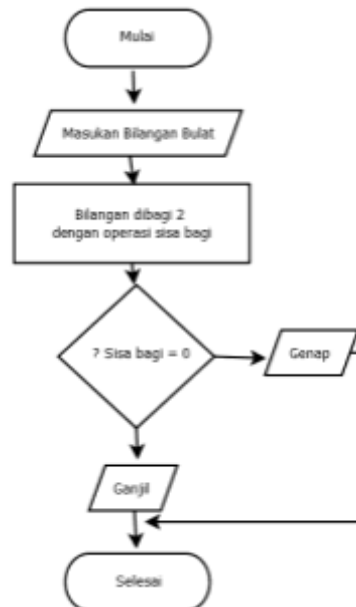 Mulai
Masukan Bilangan Bulat
Bilangan dibagi 2
dengan operasi sisa bagi
? Sisa bagi = 0
Genap
Ganjil
Selesai